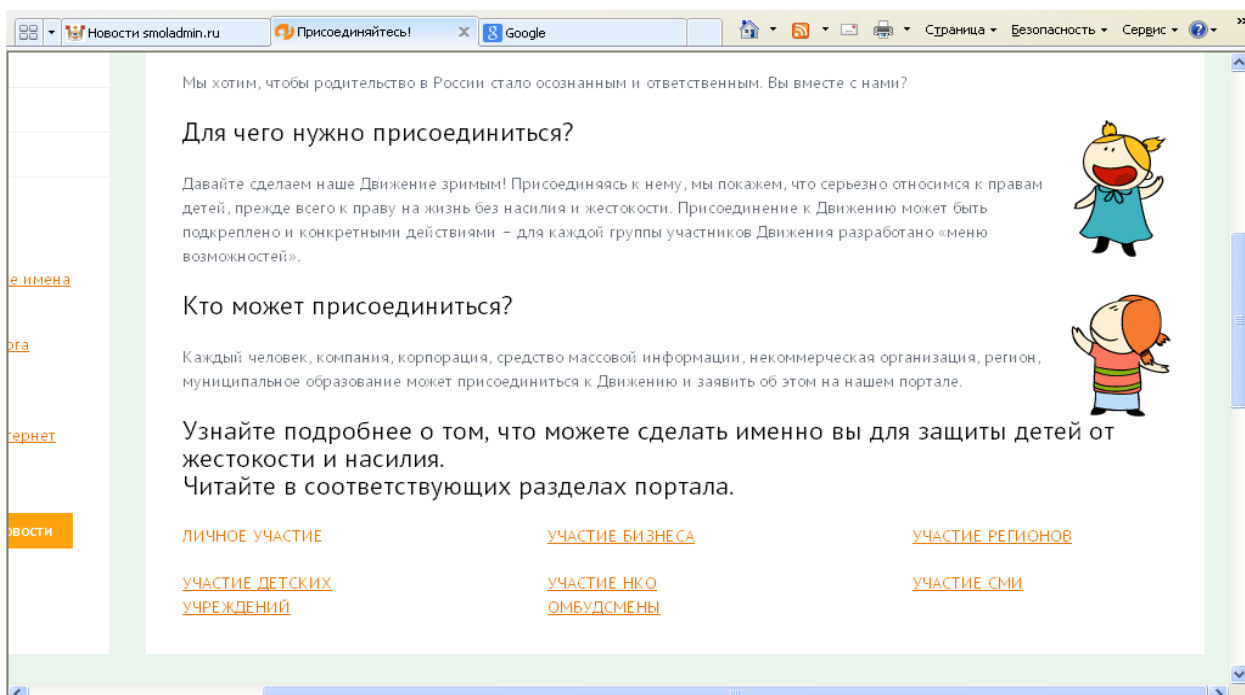 Новости smoladmin.ru
Присоединяйтесь!
Google
Страница
Безопасность
Сервис
Мы хотим, чтобы родительство в России стало осознанным и ответственным. Вы вместе с нами?
Для чего нужно присоединиться?
Давайте сделаем наше Движение зримым! Присоединяясь к нему, мы покажем, что серьезно относимся к правам
детей, прежде всего к праву на жизнь без насилия и жестокости. Присоединение к Движению может быть
подкреплено и конкретными действиями – для каждой группы участников Движения разработано «меню
возможностей».
е имена
Кто может присоединиться?
ога
Каждый человек, компания, корпорация, средство массовой информации, некоммерческая организация, регион,
муниципальное образование может присоединиться к Движению и заявить об этом на нашем портале.
тернет
Узнайте подробнее о том, что можете сделать именно вы для защиты детей от
жестокости и насилия.
Читайте в соответствующих разделах портала.
овости
ЛИЧНОЕ УЧАСТИЕ
УЧАСТИЕ БИЗНЕСА
УЧАСТИЕ РЕГИОНОВ
УЧАСТИЕ ДЕТСКИХ
УЧРЕЖДЕНИЙ
УЧАСТИЕ НКО
ОМБУДСМЕНЫ
УЧАСТИЕ СМИ